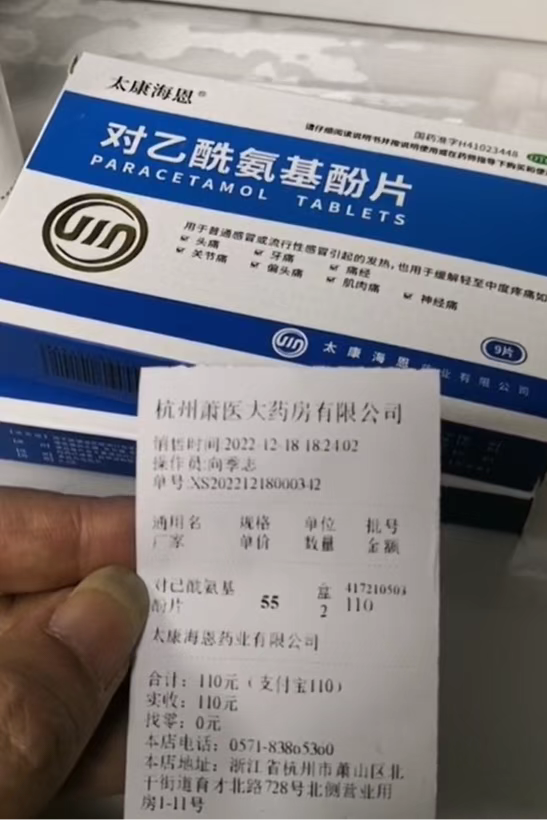 太康海恩®
国药准字H41023448
OTC
请仔细阅读说明书并按说明使用或在药师指导下购买和使
对乙酰氨基酚片
PARACETAMOL TABLETS
用于普通感冒或流行性感冒引起的发热,也用于缓解轻至中度疼痛如
头痛 牙痛 痛经
关节痛 偏头痛 肌肉痛 神经痛
9片
太康海恩药业有限公司
杭州萧医大药房有限公司
销售时间:2022-12-18 18:24:02
操作员:向季志
单号:XS20221218000342
通用名 规格 单位 批号
厂家 单价 数量 金额
对已酰氨基 盒 417210503
酚片 55 2 110
太康海恩药业有限公司
合计:110元(支付宝110)
实收:110元
找零:0元
本店电话:0571-83865360
本店地址:浙江省杭州市萧山区北
干街道育才北路728号北侧营业用
房1-11号